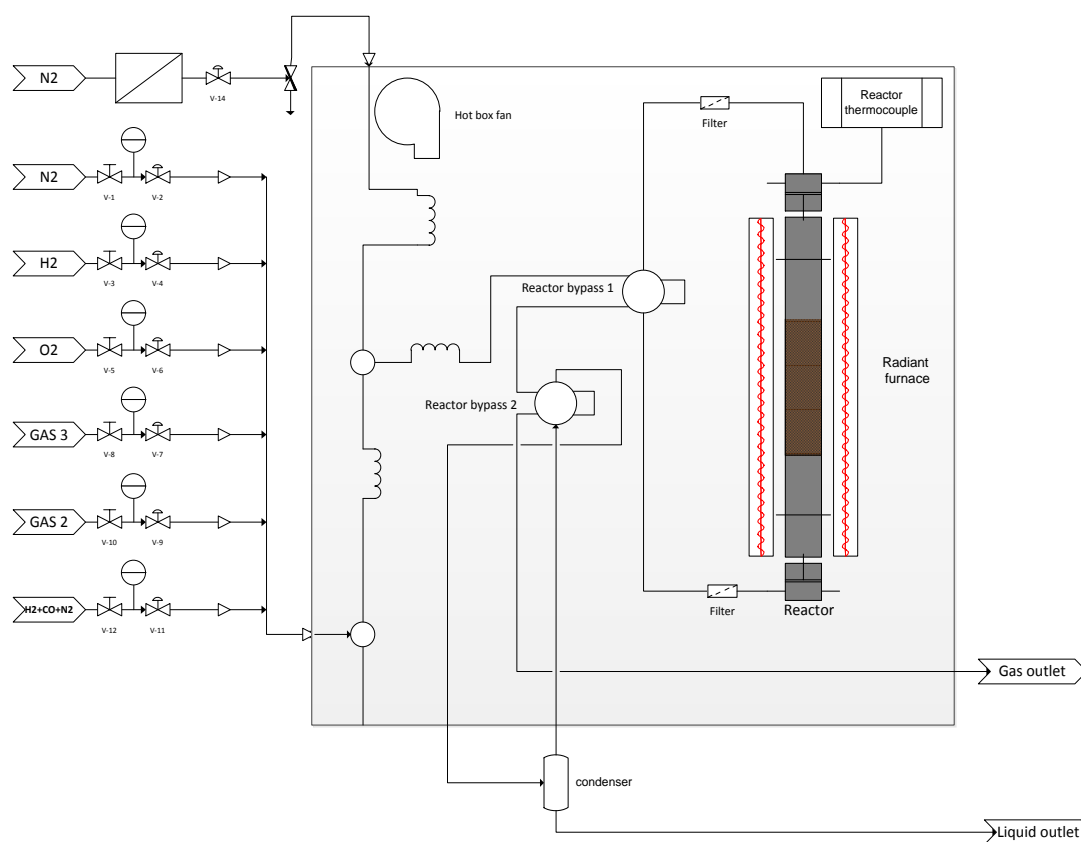 N2
V-14
Hot box fan
Filter
Reactor
thermocouple
N2
V-1
V-2
H2
V-3
V-4
Reactor bypass 1
O2
V-5
V-6
Radiant
furnace
Reactor bypass 2
GAS 3
V-8
V-7
GAS 2
V-10
V-9
H2+CO+N2
V-12
V-11
Filter
Reactor
Gas outlet
condenser
Liquid outlet